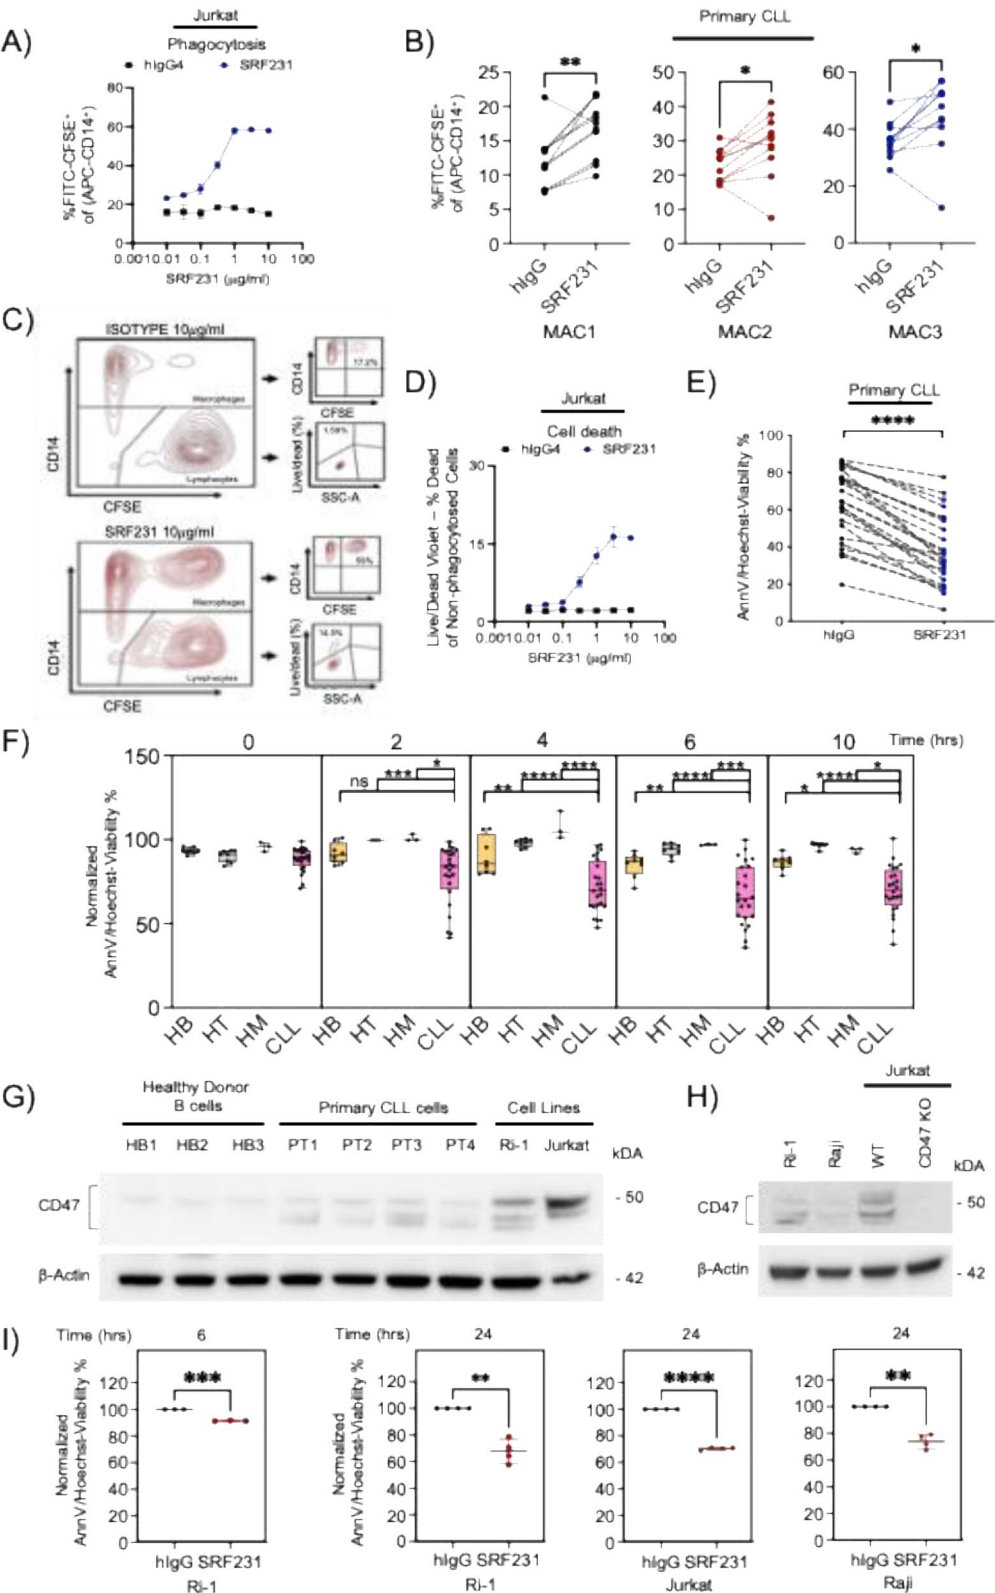 A)
Jurkat
Phagocytosis
hIgG4 SRF231
%FITC-CFSE+
of (APC-CD14+)
80
60
40
20
0
0.001 0.01 0.1 1 10 100
SRF231 (µg/ml)
B)
Primary CLL
%FITC-CFSE+
of (APC-CD14+)
25
20
15
10
5
0
**
hIgG SRF231
MAC1
50
40
30
20
10
0
*
hIgG SRF231
MAC2
60
40
20
0
*
hIgG SRF231
MAC3
C)
ISOTYPE 10µg/ml
CD14
Macrophages
Lymphocytes
CFSE
CD14
17.2%
CFSE
Live/dead (%)
1.59%
SSC-A
SRF231 10µg/ml
CD14
Macrophages
Lymphocytes
CFSE
CD14
CFSE
Live/dead (%)
SSC-A
D)
Jurkat
Cell death
hIgG4 SRF231
Live/Dead Violet – % Dead
of Non-phagocytosed Cells
30
15
0
0.001 0.01 0.1 1 10 100
SRF231 (µg/ml)
E)
Primary CLL
****
AnnV/Hoechst-Viability %
100
80
60
40
20
0
hIgG SRF231
F)
0 2 4 6 10 Time (hrs)
Normalized
AnnV/Hoechst-Viability %
150
100
50
0
ns *** *
** **** ****
** **** ***
* **** *
HB HT HM CLL HB HT HM CLL HB HT HM CLL HB HT HM CLL HB HT HM CLL
G)
Healthy Donor
B cells
Primary CLL cells
Cell Lines
HB1 HB2 HB3 PT1 PT2 PT3 PT4 Ri-1 Jurkat
kDA
CD47
- 50
β-Actin
- 42
H)
Jurkat
Ri-1 Raji WT CD47 KO
kDA
CD47
- 50
β-Actin
- 42
I)
Time (hrs) 6
Normalized
AnnV/Hoechst-Viability %
120
100
80
60
40
20
0
***
hIgG SRF231
Ri-1
Time (hrs) 24
Normalized
AnnV/Hoechst-Viability %
120
100
80
60
40
20
0
**
hIgG SRF231
Ri-1
24
120
100
80
60
40
20
0
****
hIgG SRF231
Jurkat
24
120
100
80
60
40
20
0
**
hIgG SRF231
Raji